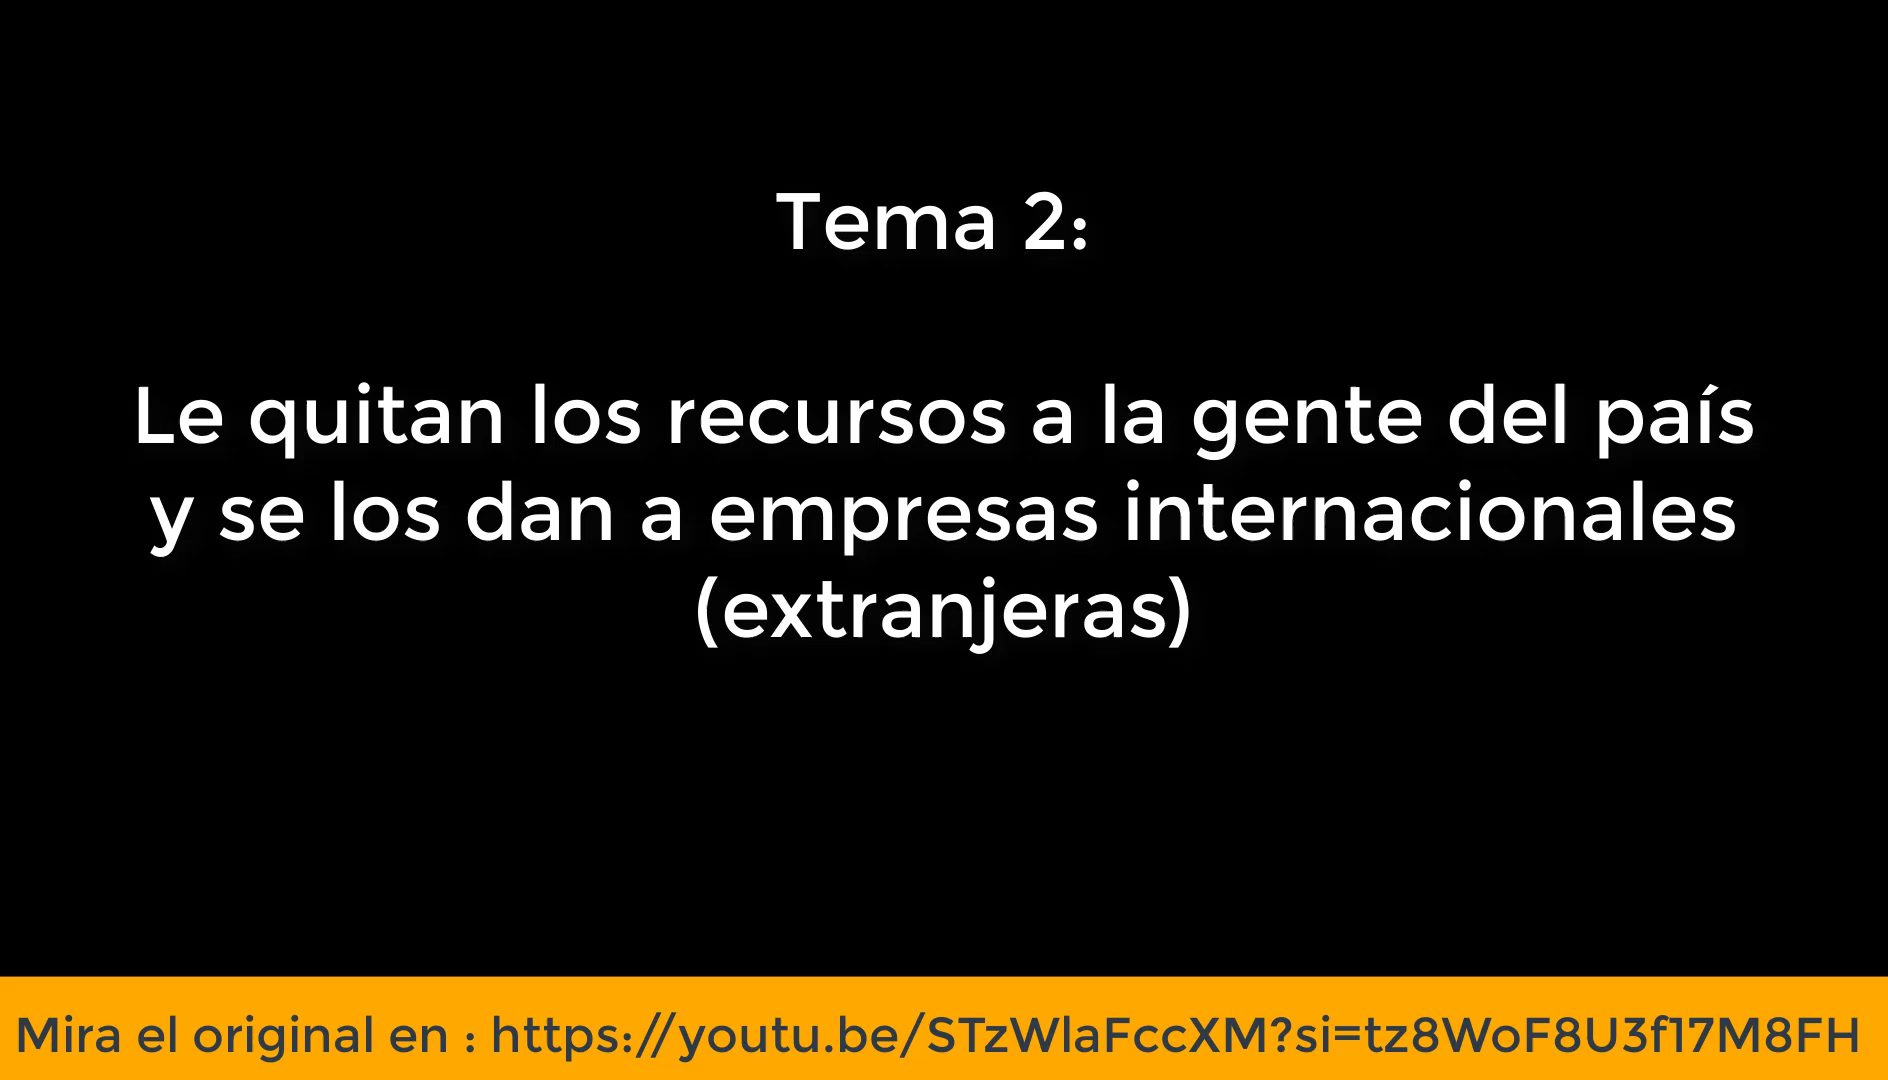 Tema 2:
Le quitan los recursos a la gente del país
y se los dan a empresas internacionales
(extranjeras)
Mira el original en : https://youtu.be/STzWlaFccXM?si=tz8WoF8U3f17M8FH